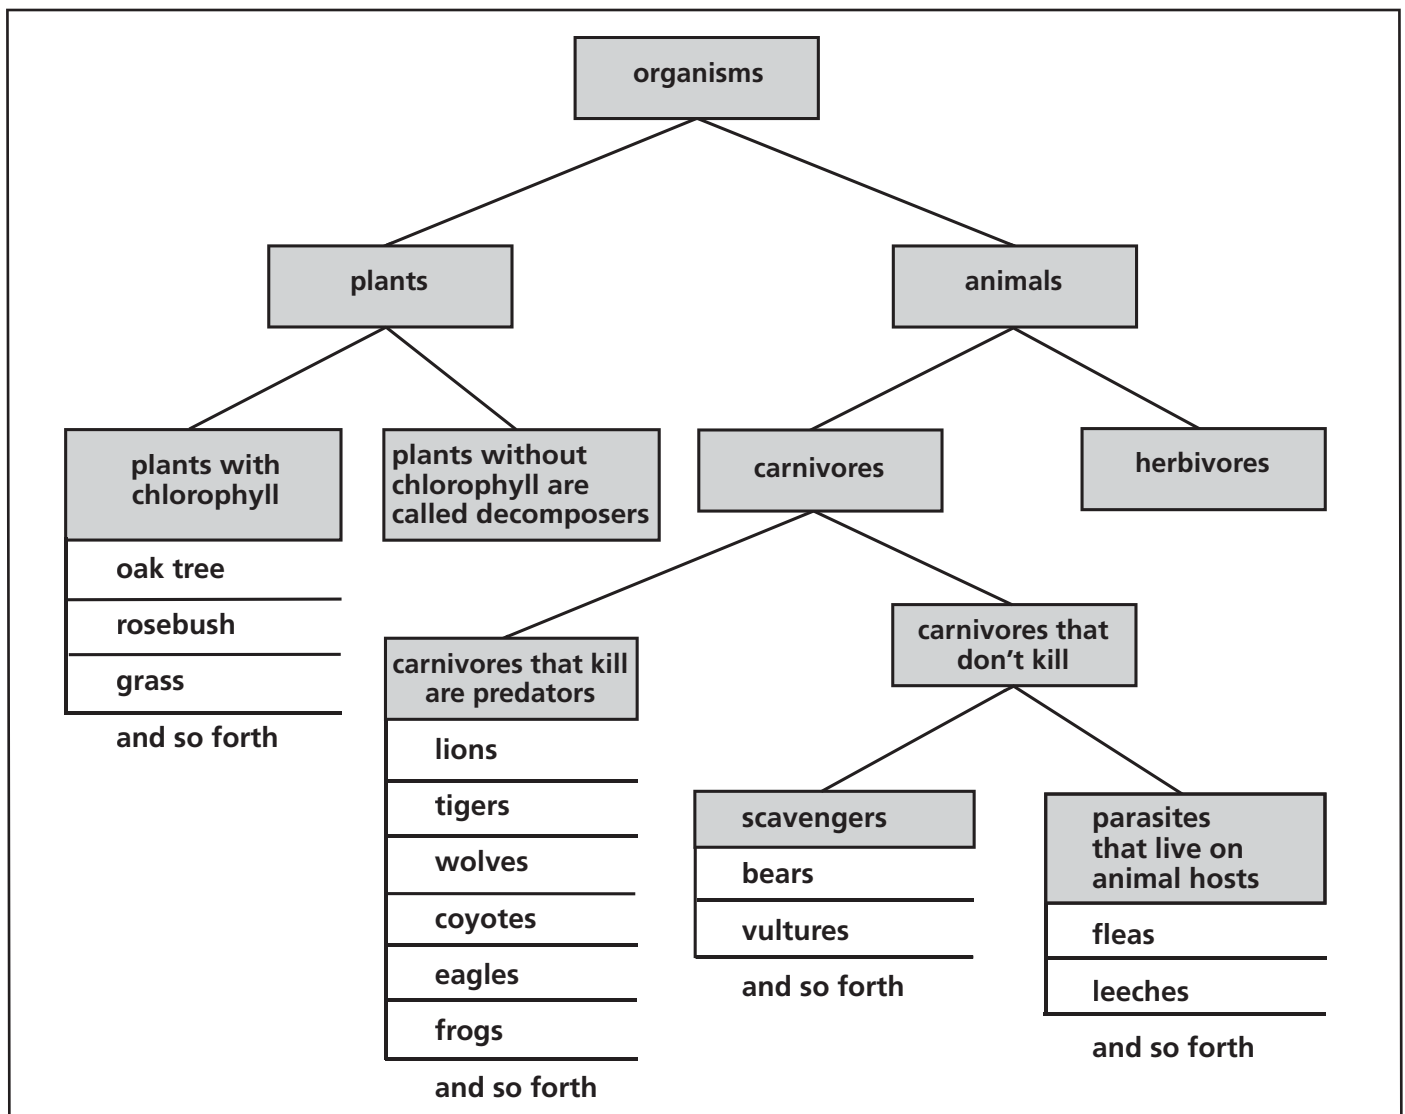 organisms
plants
animals
plants with
chlorophyll
oak tree
rosebush
grass
and so forth
plants without
chlorophyll are
called decomposers
carnivores
herbivores
carnivores that kill
are predators
lions
tigers
wolves
coyotes
eagles
frogs
and so forth
carnivores that
don't kill
scavengers
bears
vultures
and so forth
parasites
that live on
animal hosts
fleas
leeches
and so forth